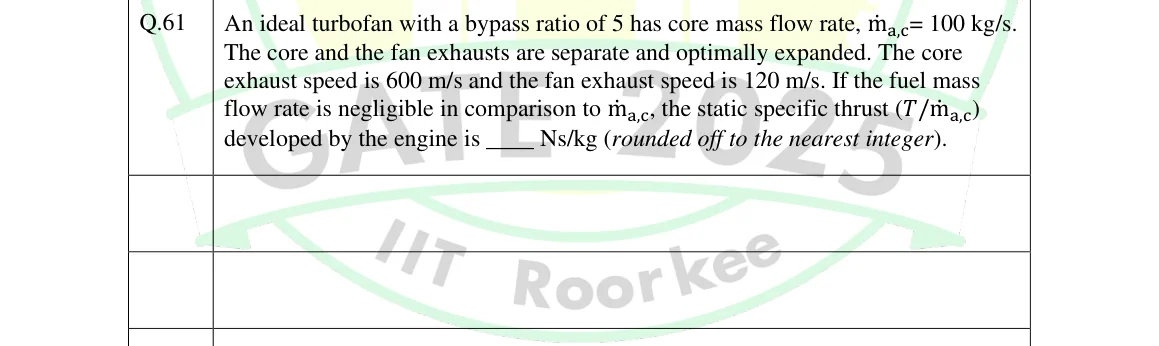 Q.61 An ideal turbofan with a bypass ratio of 5 has core mass flow rate, ṁa,c= 100 kg/s.
The core and the fan exhausts are separate and optimally expanded. The core
exhaust speed is 600 m/s and the fan exhaust speed is 120 m/s. If the fuel mass
flow rate is negligible in comparison to ṁa,c, the static specific thrust (T/ṁa,c)
developed by the engine is ____ Ns/kg (rounded off to the nearest integer).
GATE 2025
IIT Roorkee